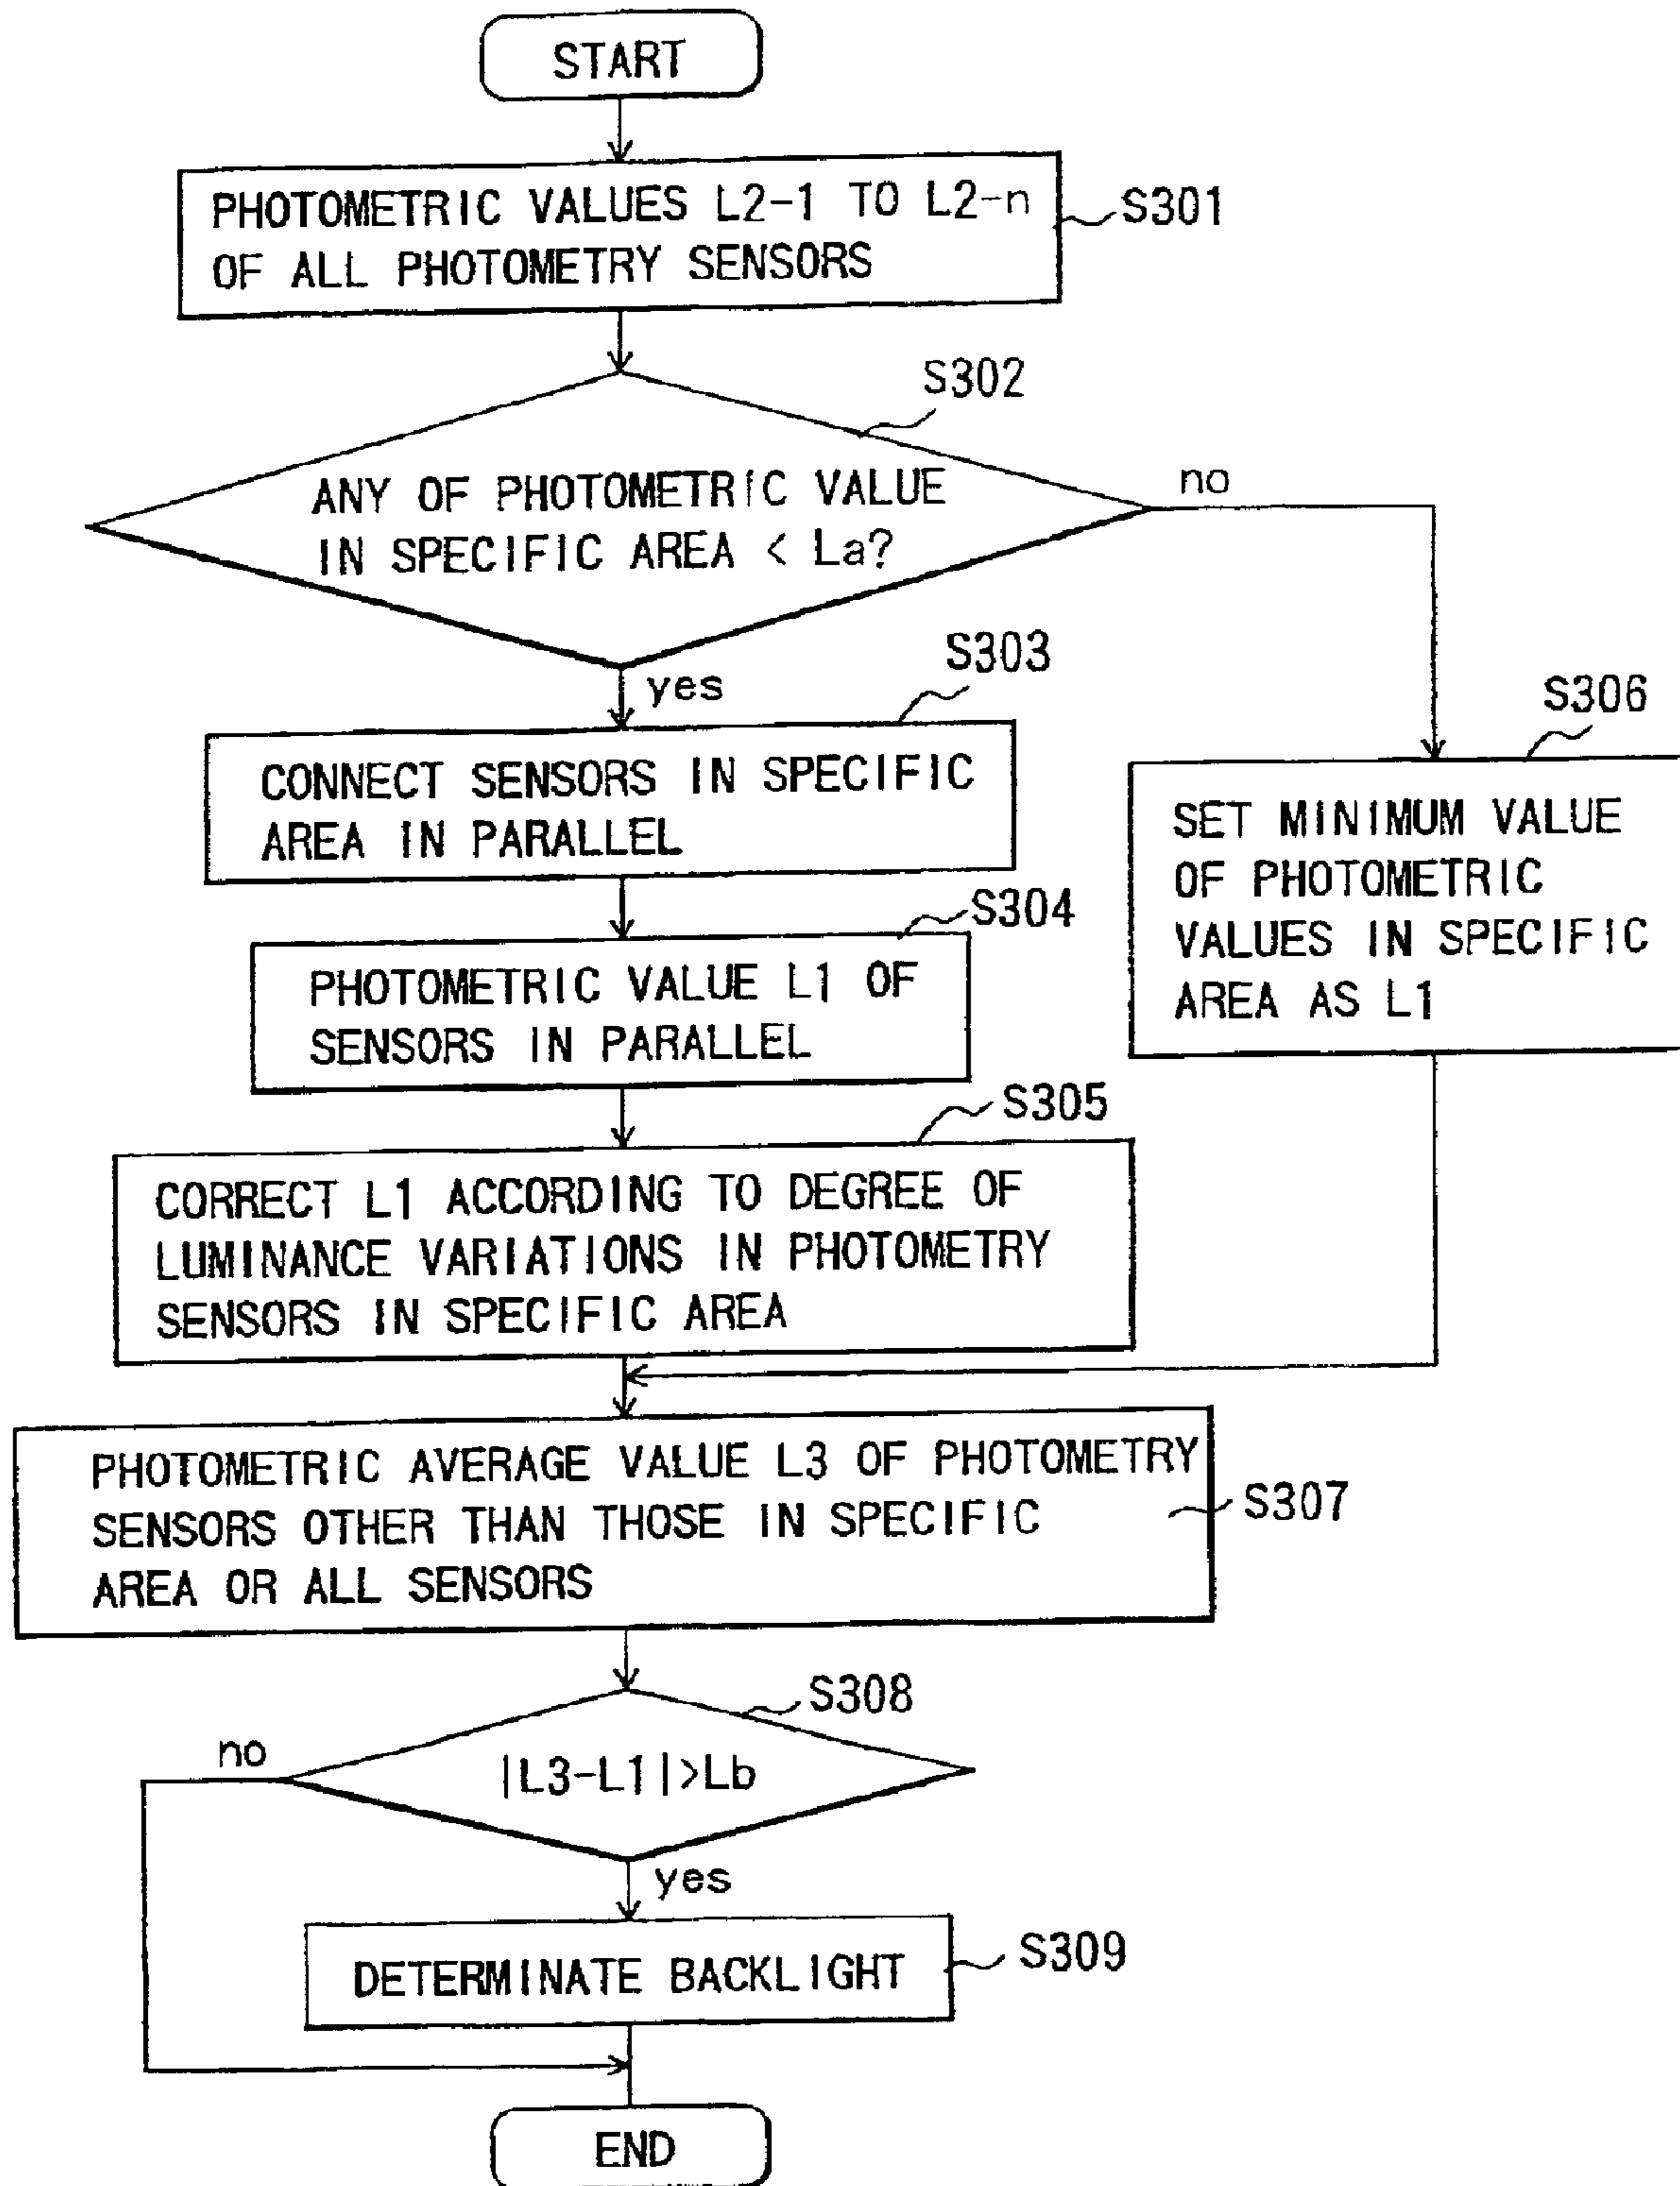 START
PHOTOMETRIC VALUES L2-1 TO L2-n
OF ALL PHOTOMETRY SENSORS
S301
S302
ANY OF PHOTOMETRIC VALUE
IN SPECIFIC AREA < La?
no
yes
S303
CONNECT SENSORS IN SPECIFIC
AREA IN PARALLEL
S306
SET MINIMUM VALUE
OF PHOTOMETRIC
VALUES IN SPECIFIC
AREA AS L1
S304
PHOTOMETRIC VALUE L1 OF
SENSORS IN PARALLEL
S305
CORRECT L1 ACCORDING TO DEGREE OF
LUMINANCE VARIATIONS IN PHOTOMETRY
SENSORS IN SPECIFIC AREA
PHOTOMETRIC AVERAGE VALUE L3 OF PHOTOMETRY
SENSORS OTHER THAN THOSE IN SPECIFIC
AREA OR ALL SENSORS
S307
S308
no
|L3-L1|>Lb
yes
DETERMINATE BACKLIGHT
S309
END